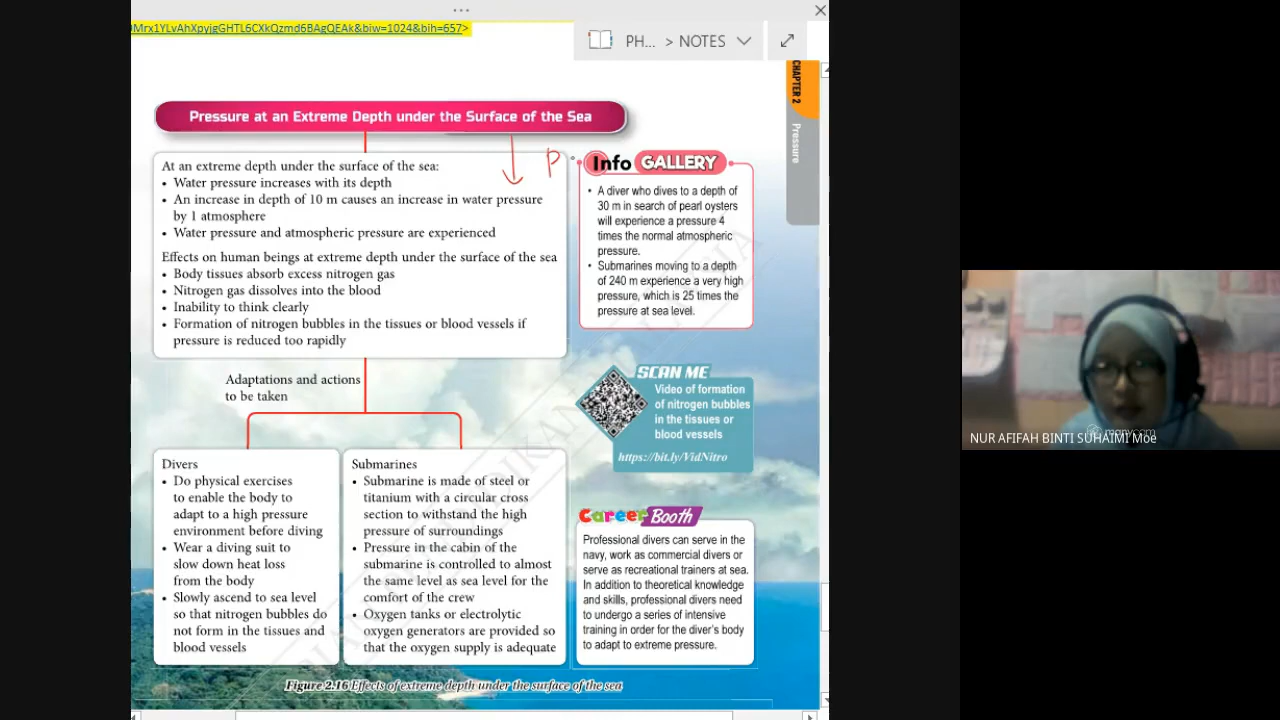 Mrx1YLvAhXpyjgGHTL6CXkQzmd6BAgQEAk&biw=1024&bih=657>
PH... > NOTES
CHAPTER 2
Pressure
Pressure at an Extreme Depth under the Surface of the Sea
P
At an extreme depth under the surface of the sea:
• Water pressure increases with its depth
• An increase in depth of 10 m causes an increase in water pressure
by 1 atmosphere
• Water pressure and atmospheric pressure are experienced
Effects on human beings at extreme depth under the surface of the sea
• Body tissues absorb excess nitrogen gas
• Nitrogen gas dissolves into the blood
• Inability to think clearly
• Formation of nitrogen bubbles in the tissues or blood vessels if
pressure is reduced too rapidly
Info GALLERY
• A diver who dives to a depth of
30 m in search of pearl oysters
will experience a pressure 4
times the normal atmospheric
pressure.
• Submarines moving to a depth
of 240 m experience a very high
pressure, which is 25 times the
pressure at sea level.
Adaptations and actions
to be taken
SCAN ME
Video of formation
of nitrogen bubbles
in the tissues or
blood vessels
https://bit.ly/VidNitro
Divers
• Do physical exercises
to enable the body to
adapt to a high pressure
environment before diving
• Wear a diving suit to
slow down heat loss
from the body
• Slowly ascend to sea level
so that nitrogen bubbles do
not form in the tissues and
blood vessels
Submarines
• Submarine is made of steel or
titanium with a circular cross
section to withstand the high
pressure of surroundings
• Pressure in the cabin of the
submarine is controlled to almost
the same level as sea level for the
comfort of the crew
• Oxygen tanks or electrolytic
oxygen generators are provided so
that the oxygen supply is adequate
Career Booth
Professional divers can serve in the
navy, work as commercial divers or
serve as recreational trainers at sea.
In addition to theoretical knowledge
and skills, professional divers need
to undergo a series of intensive
training in order for the diver's body
to adapt to extreme pressure.
Figure 2.16 Effects of extreme depth under the surface of the sea
NUR AFIFAH BINTI SUHAIMI Moe